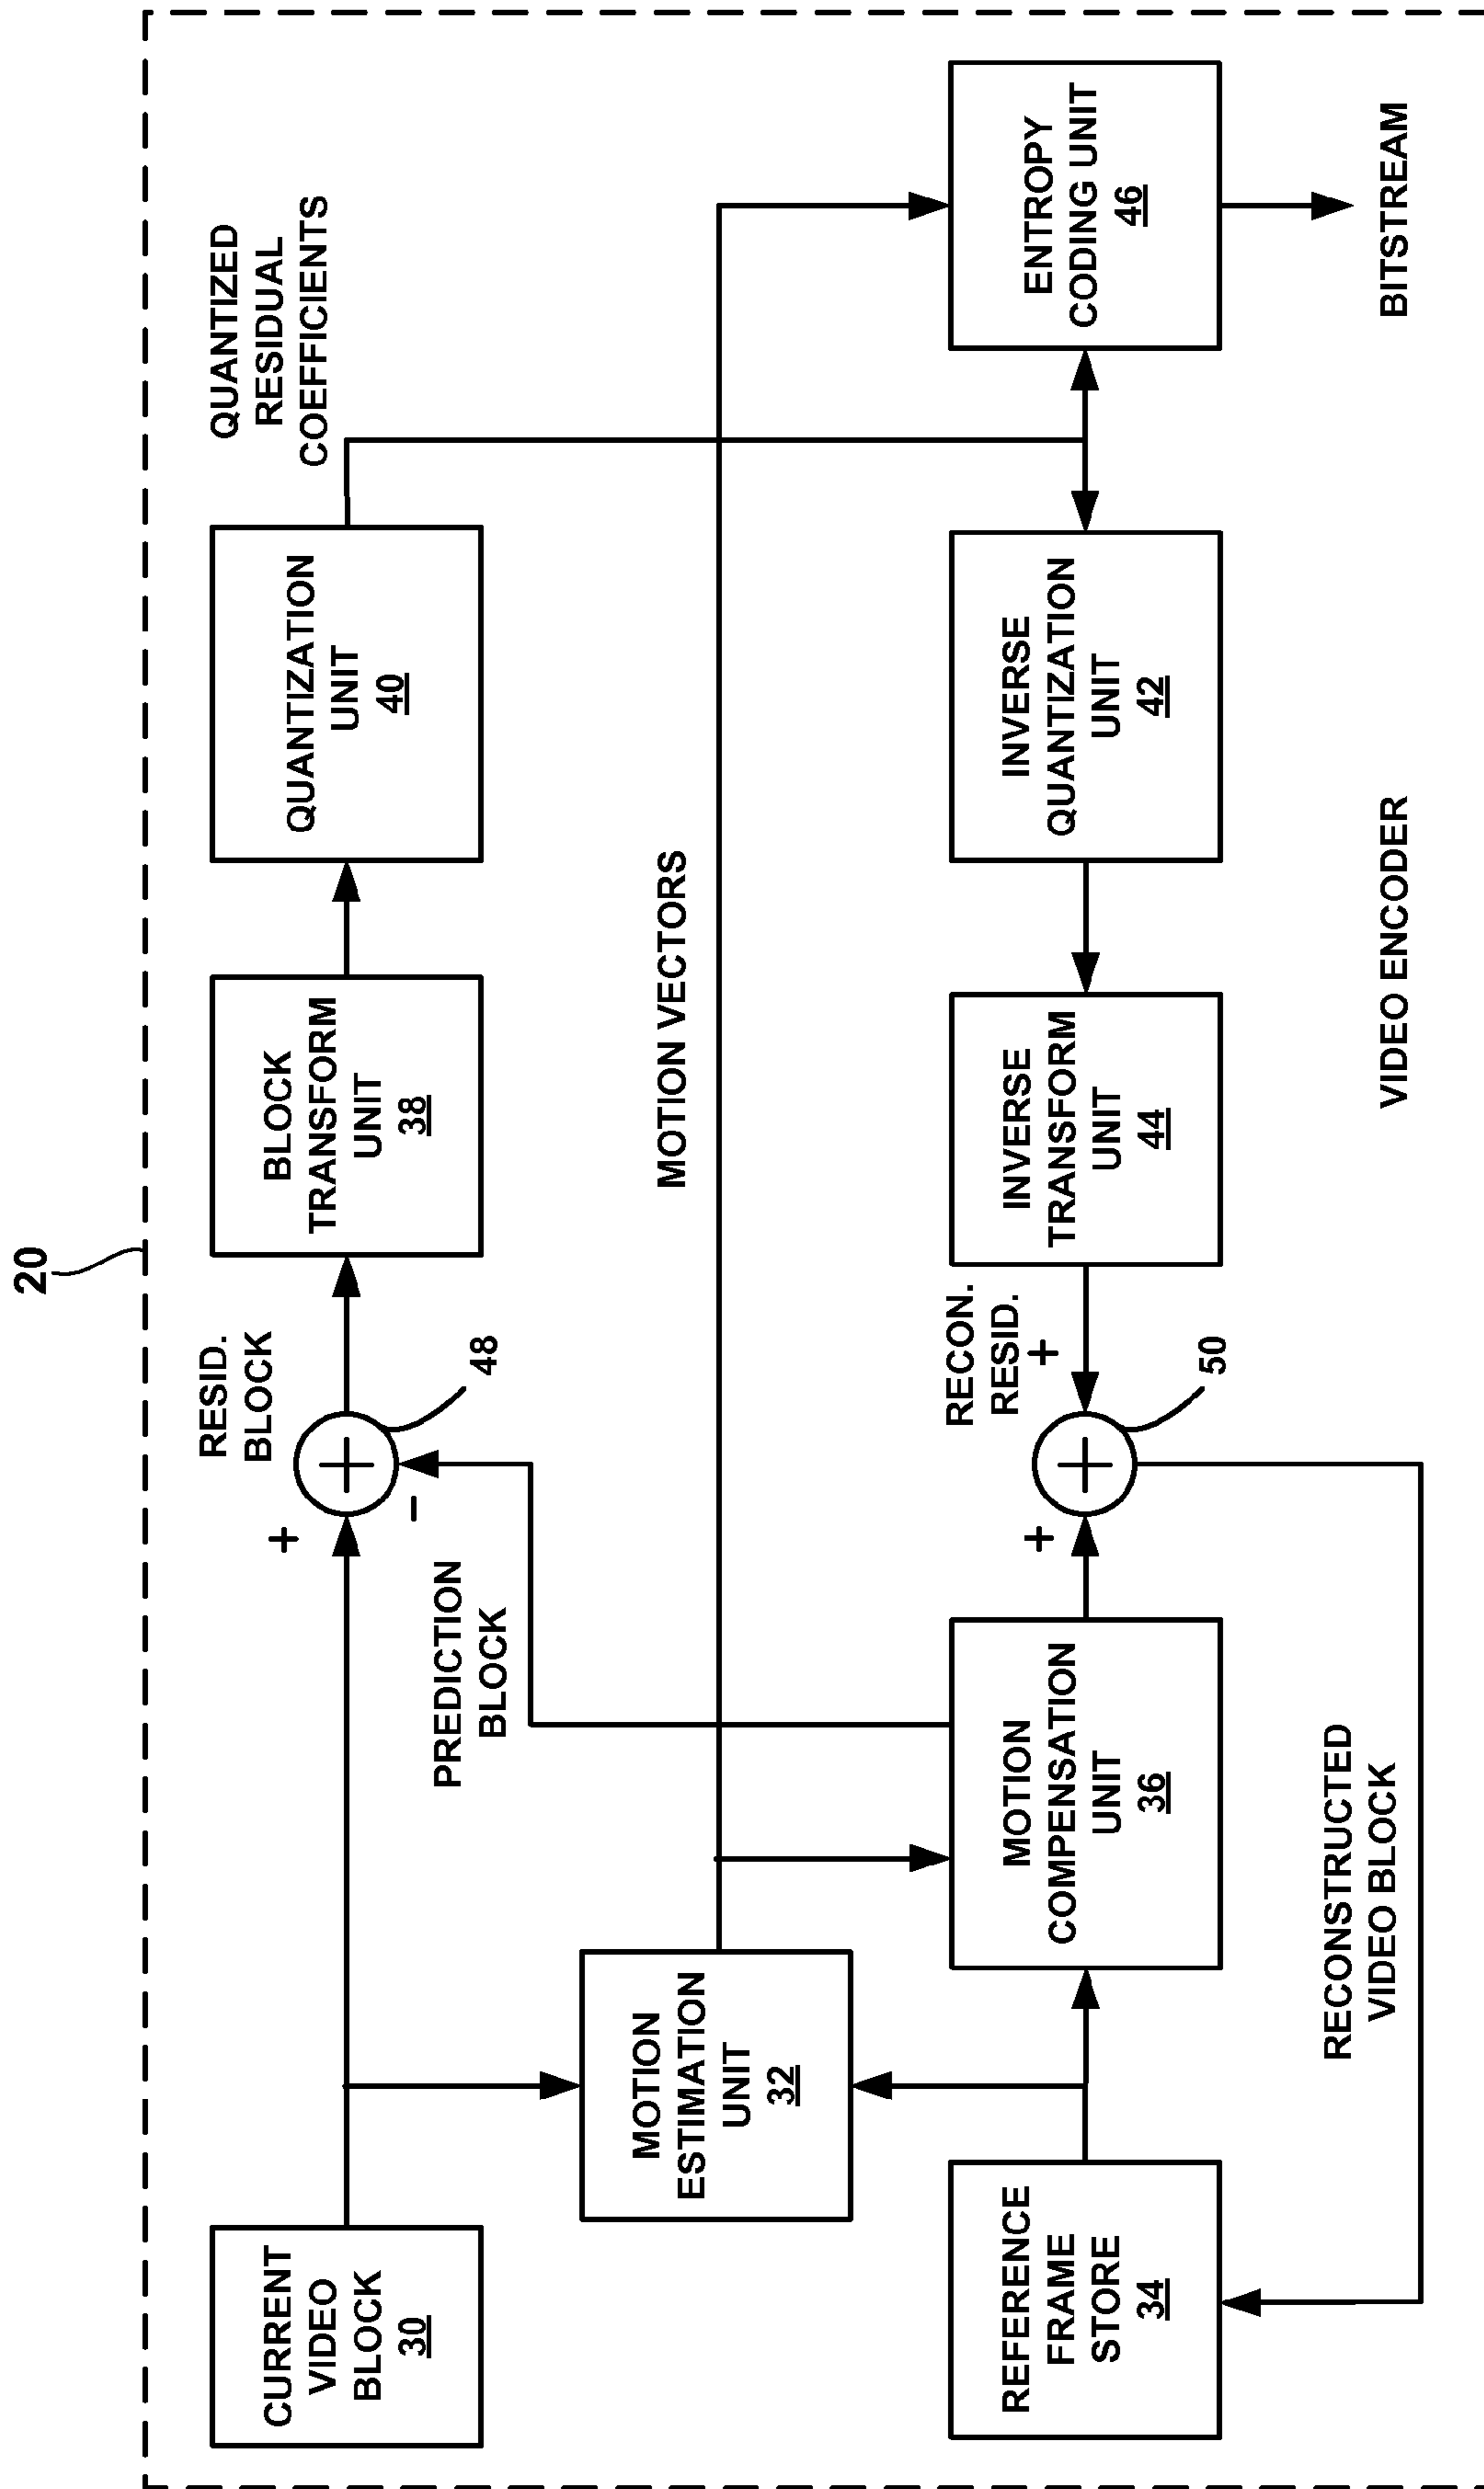 20
CURRENT
VIDEO
BLOCK
30
+
-
RESID.
BLOCK
48
BLOCK
TRANSFORM
UNIT
38
QUANTIZATION
UNIT
40
QUANTIZED
RESIDUAL
COEFFICIENTS
PREDICTION
BLOCK
MOTION
ESTIMATION
UNIT
32
MOTION VECTORS
REFERENCE
FRAME
STORE
34
MOTION
COMPENSATION
UNIT
36
+
RECON.
RESID.
+
50
INVERSE
TRANSFORM
UNIT
44
INVERSE
QUANTIZATION
UNIT
42
ENTROPY
CODING UNIT
46
RECONSTRUCTED
VIDEO BLOCK
VIDEO ENCODER
BITSTREAM